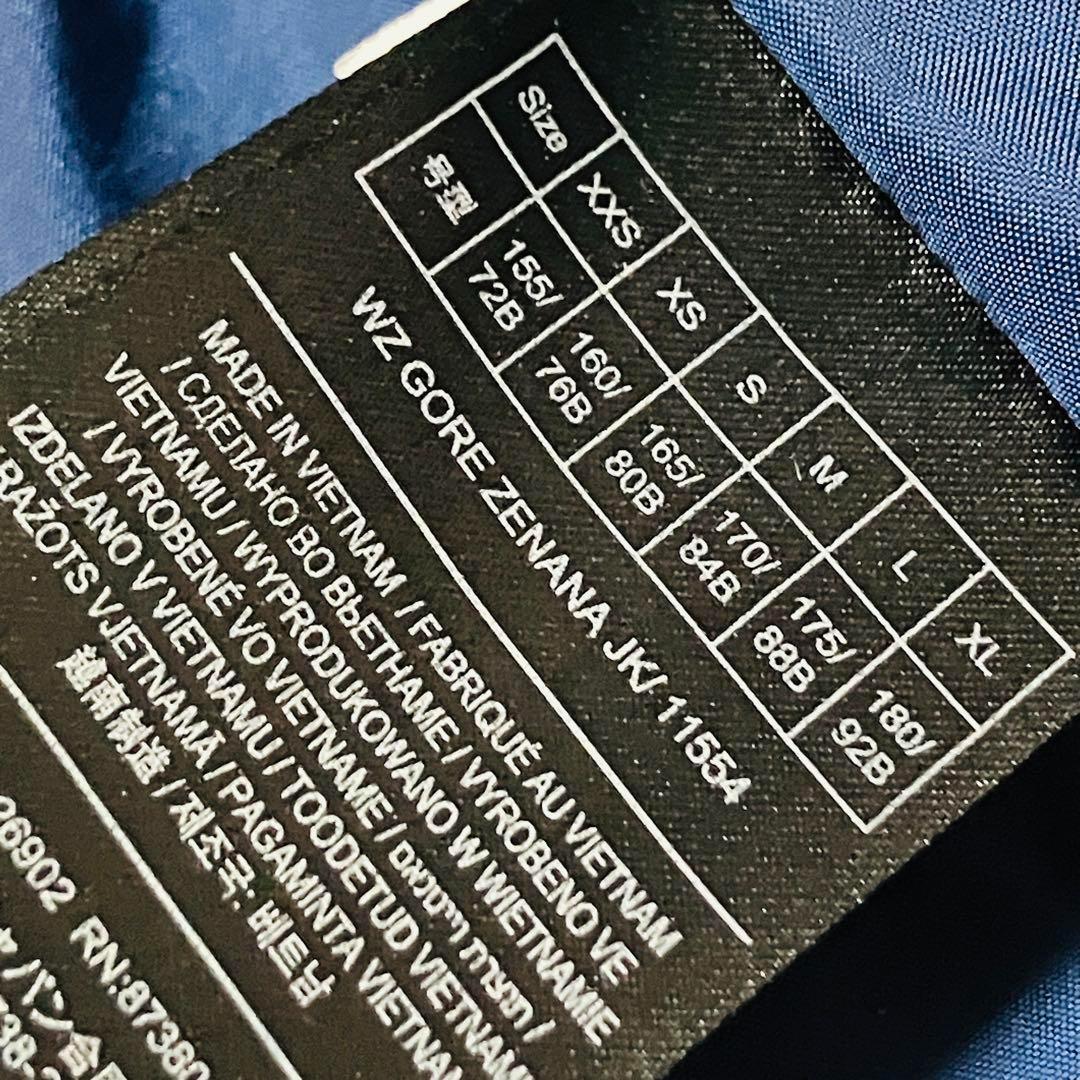 Size XXS XS S M L XL
号型 155/72B 160/76B 165/80B 170/84B 175/88B 180/92B
WZ GORE ZENANA JK/ 11554
MADE IN VIETNAM / FABRIQUÉ AU VIETNAM
/ СДЕЛАНО ВО ВЬЕТНАМЕ / VYROBENO VE
VIETNAMU / WYPRODUKOWANO W WIETNAMIE
/ VYROBENÉ VO VIETNAME / תוצרת וייטנאם /
IZDELANO V VIETNAMU / TOODETUD
RAŽOTS VJETNAMĀ / PAGAMINTA
越南制造 / 제조국: 베트남
26902 RN:87380